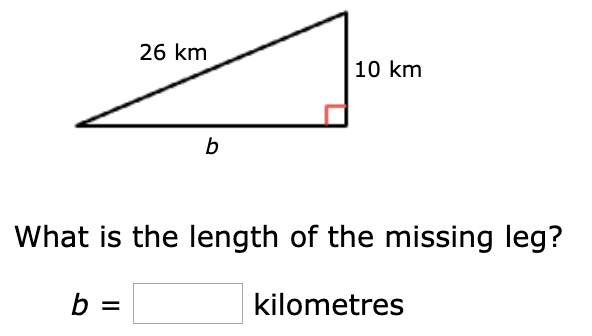 26 km
10 km
b
What is the length of the missing leg?
b = kilometres